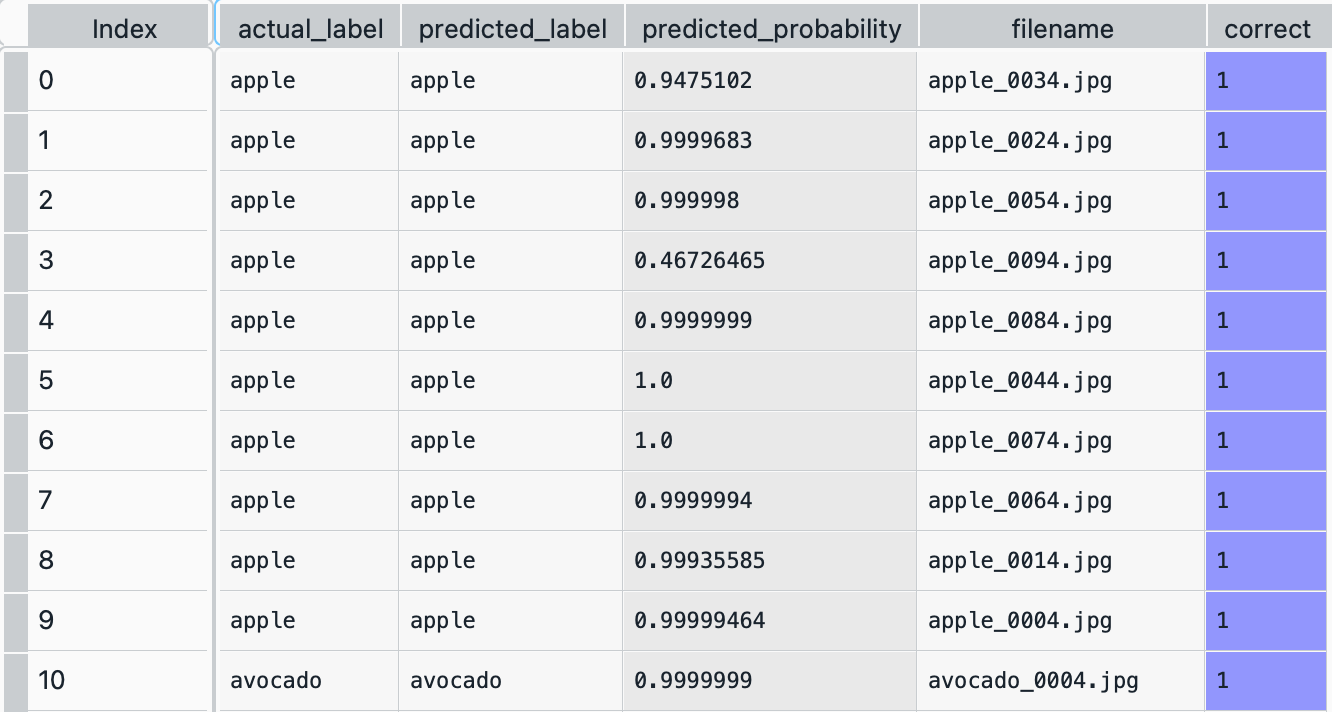 Index actual_label predicted_label predicted_probability filename correct
0 apple apple 0.9475102 apple_0034.jpg 1
1 apple apple 0.9999683 apple_0024.jpg 1
2 apple apple 0.999998 apple_0054.jpg 1
3 apple apple 0.46726465 apple_0094.jpg 1
4 apple apple 0.9999999 apple_0084.jpg 1
5 apple apple 1.0 apple_0044.jpg 1
6 apple apple 1.0 apple_0074.jpg 1
7 apple apple 0.9999994 apple_0064.jpg 1
8 apple apple 0.99935585 apple_0014.jpg 1
9 apple apple 0.99999464 apple_0004.jpg 1
10 avocado avocado 0.9999999 avocado_0004.jpg 1